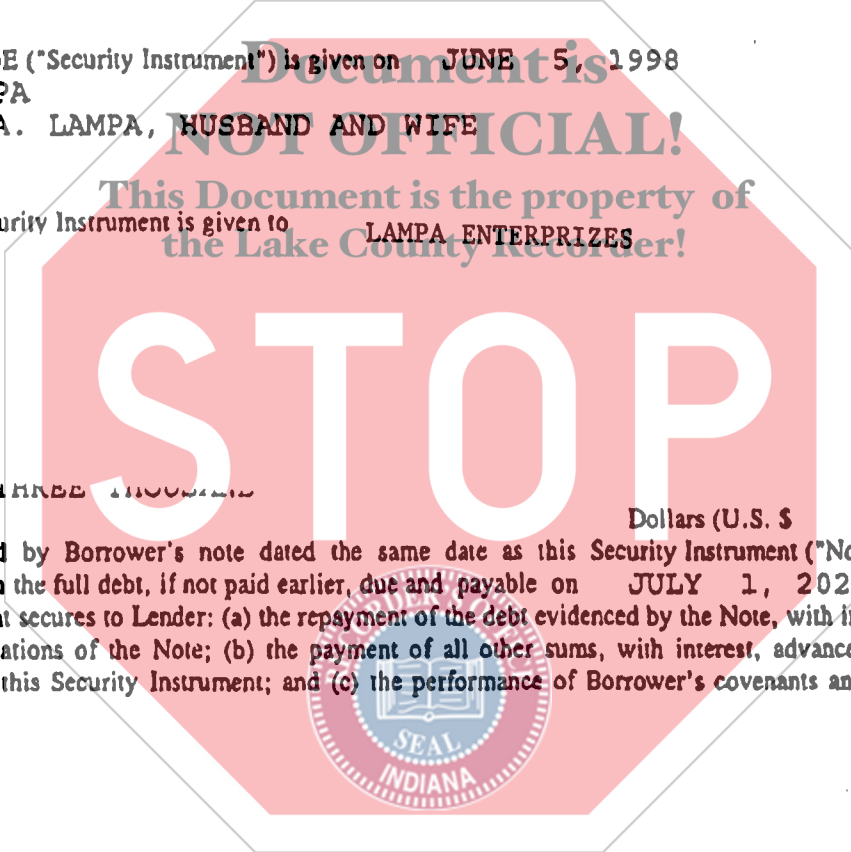 E ("Security Instrument") is given on JUNE 5, 1998
PA
A. LAMPA, HUSBAND AND WIFE
urity Instrument is given to LAMPA ENTERPRIZES
Document is
NOT OFFICIAL!
This Document is the property of
the Lake County Recorder!
STOP
THREE THOUSAND
Dollars (U.S. $
by Borrower's note dated the same date as this Security Instrument ("No
the full debt, if not paid earlier, due and payable on JULY 1, 202
t secures to Lender: (a) the repayment of the debt evidenced by the Note, with i
ations of the Note; (b) the payment of all other sums, with interest, advance
this Security Instrument; and (c) the performance of Borrower's covenants an
RECORDER'S OFFICE
SEAL
INDIANA